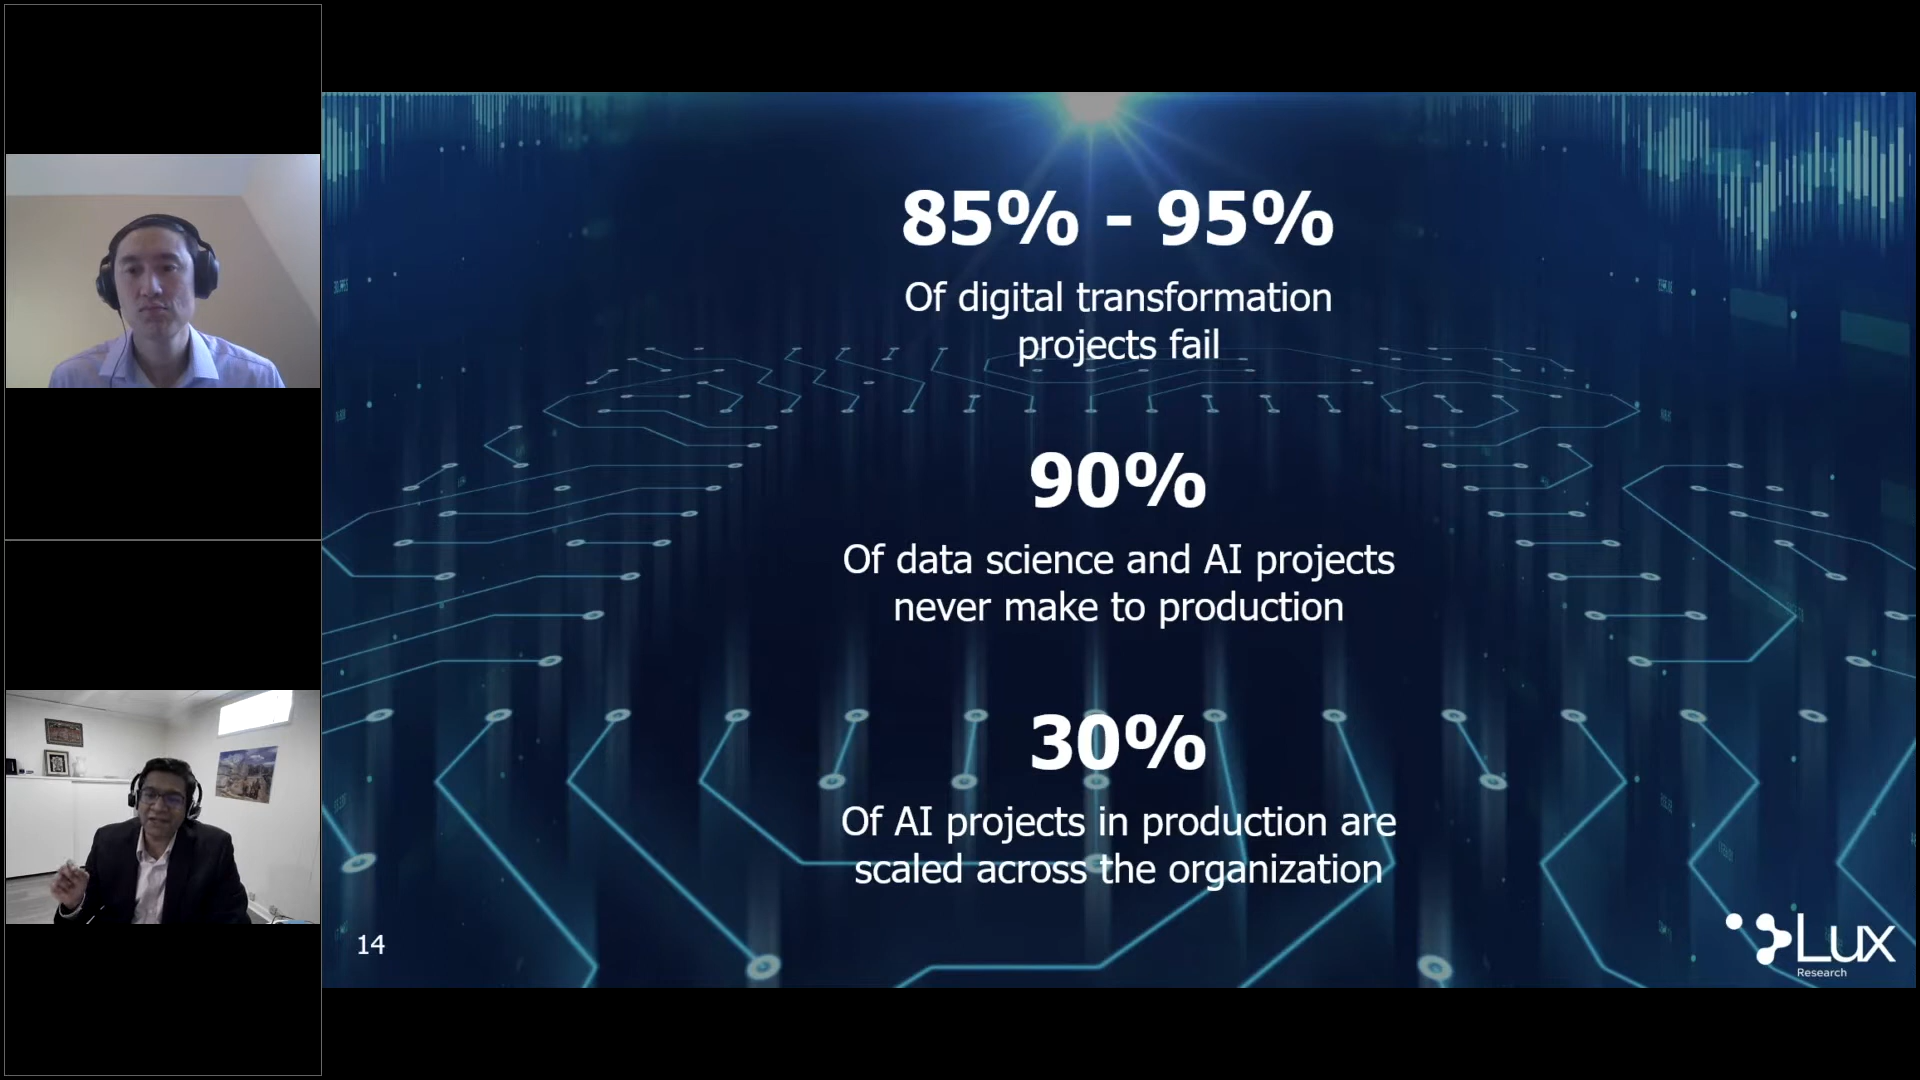 85% - 95%
Of digital transformation
projects fail
90%
Of data science and AI projects
never make to production
30%
Of AI projects in production are
scaled across the organization
14
Lux
Research